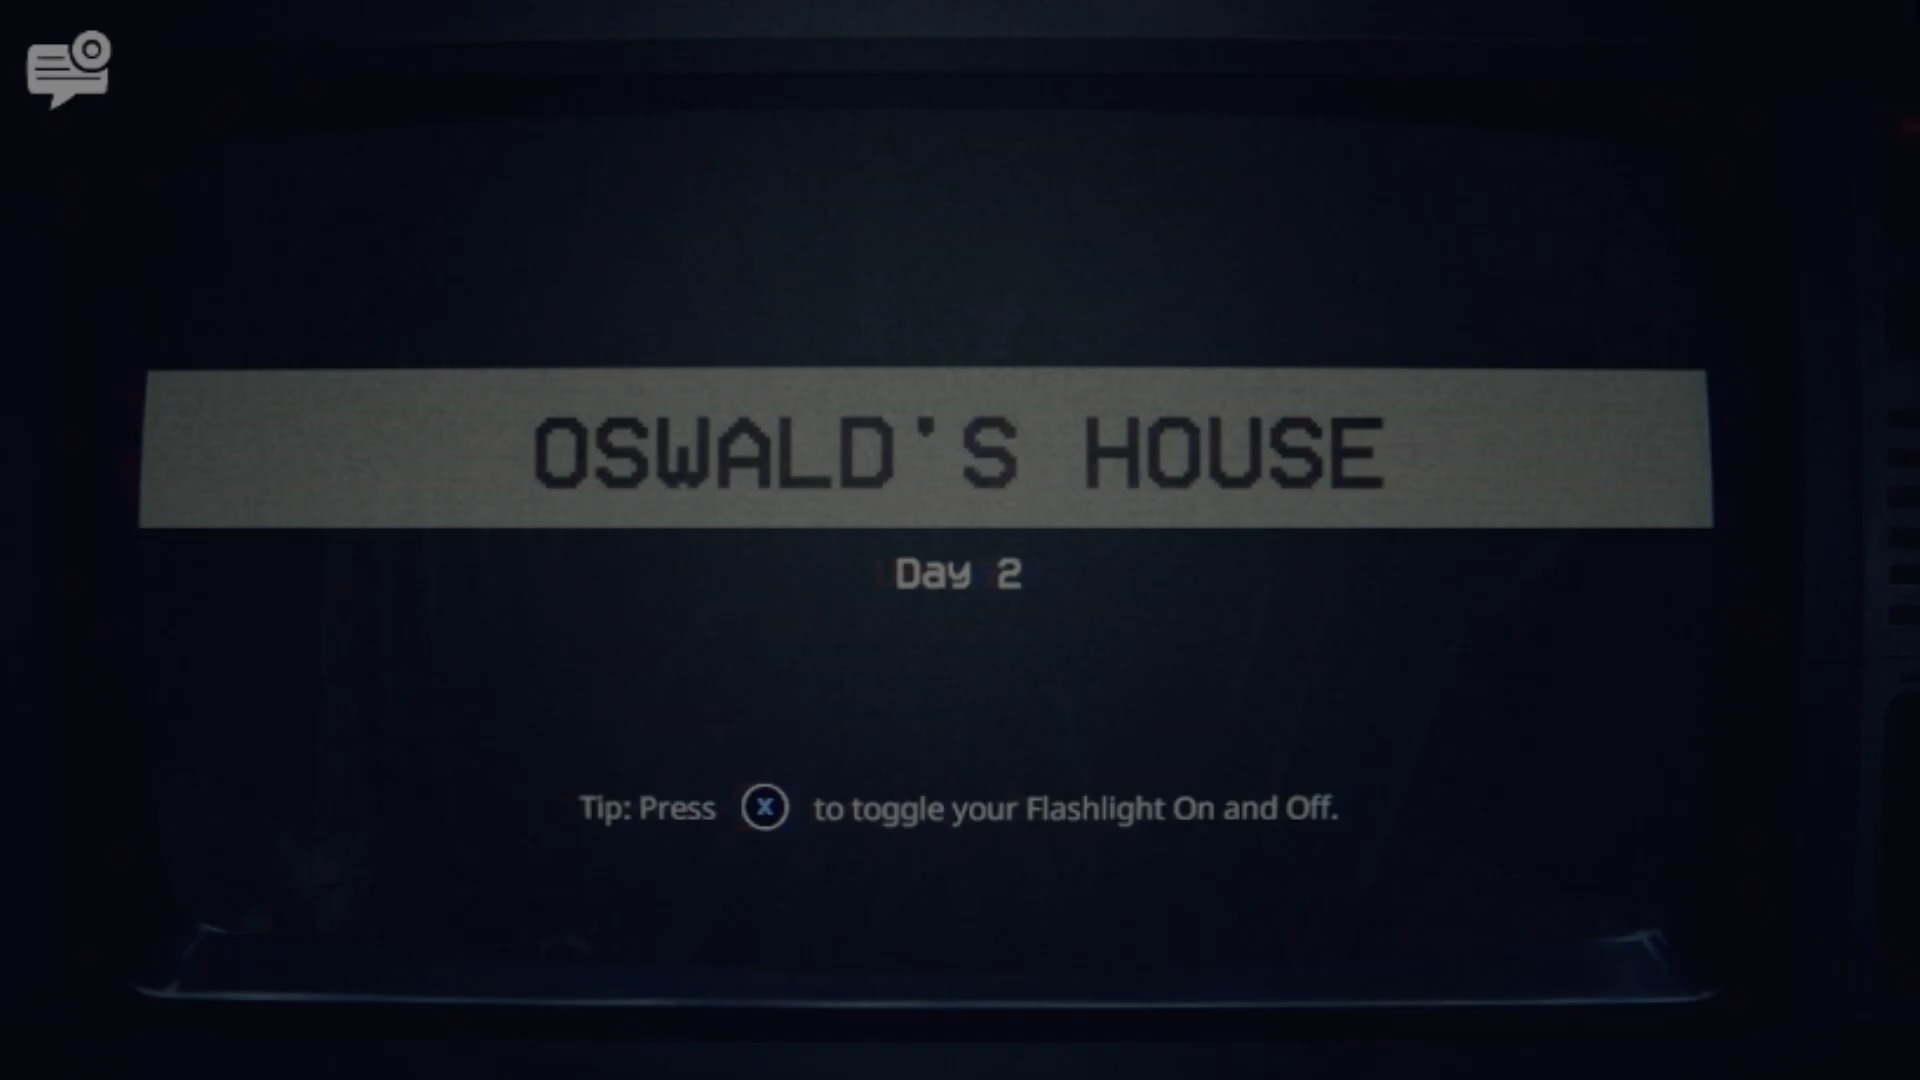 OSWALD'S HOUSE
Day 2
Tip: Press X to toggle your Flashlight On and Off.